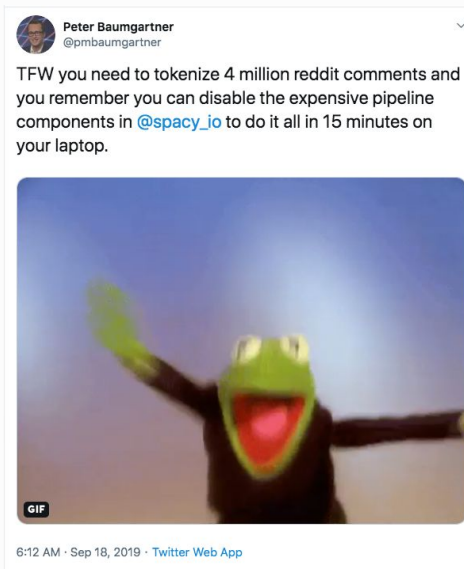 Peter Baumgartner
@pmbaumgartner
TFW you need to tokenize 4 million reddit comments and
you remember you can disable the expensive pipeline
components in @spacy_io to do it all in 15 minutes on
your laptop.
GIF
6:12 AM · Sep 18, 2019 · Twitter Web App